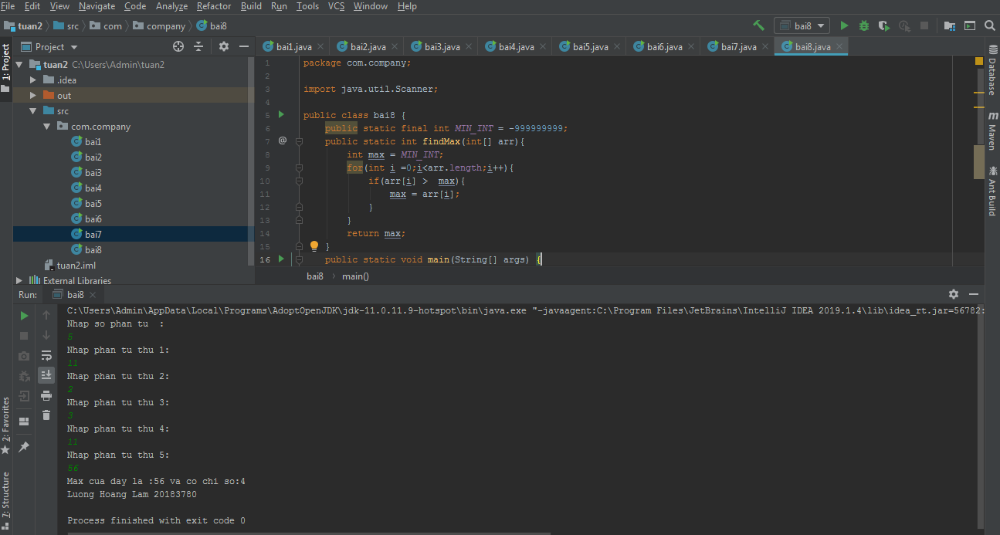 File Edit View Navigate Code Analyze Refactor Build Run Tools VCS Window Help
tuan2 src com company bai8
bai8
Project
bai1.java bai2.java bai3.java bai4.java bai5.java bai6.java bai7.java bai8.java
1: Project
tuan2 C:\Users\Admin\tuan2
.idea
out
src
com.company
bai1
bai2
bai3
bai4
bai5
bai6
bai7
bai8
tuan2.iml
External Libraries
1 package com.company;
2
3 import java.util.Scanner;
4
5 public class bai8 {
6 public static final int MIN_INT = -999999999;
7 @ public static int findMax(int[] arr){
8 int max = MIN_INT;
9 for(int i =0;i<arr.length;i++){
10 if(arr[i] > max){
11 max = arr[i];
12 }
13 }
14 return max;
15 }
16 public static void main(String[] args) {
bai8 main()
Database
m Maven
Ant Build
Run: bai8
C:\Users\Admin\AppData\Local\Programs\AdoptOpenJDK\jdk-11.0.11.9-hotspot\bin\java.exe "-javaagent:C:\Program Files\JetBrains\IntelliJ IDEA 2019.1.4\lib\idea_rt.jar=56782:
Nhap so phan tu :
5
Nhap phan tu thu 1:
11
Nhap phan tu thu 2:
2
Nhap phan tu thu 3:
3
Nhap phan tu thu 4:
11
Nhap phan tu thu 5:
56
Max cua day la :56 va co chi so:4
Luong Hoang Lam 20183780
Process finished with exit code 0
2: Favorites
7: Structure